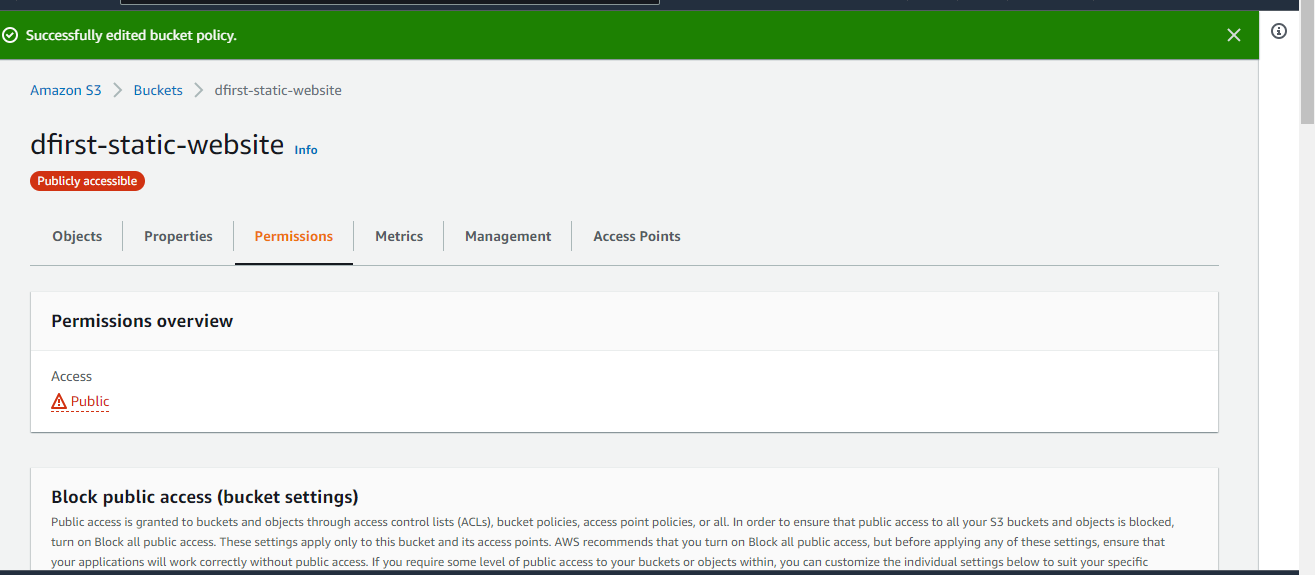 Successfully edited bucket policy.
Amazon S3 > Buckets > dfirst-static-website
dfirst-static-website Info
Publicly accessible
Objects Properties Permissions Metrics Management Access Points
Permissions overview
Access
Public
Block public access (bucket settings)
Public access is granted to buckets and objects through access control lists (ACLs), bucket policies, access point policies, or all. In order to ensure that public access to all your S3 buckets and objects is blocked,
turn on Block all public access. These settings apply only to this bucket and its access points. AWS recommends that you turn on Block all public access, but before applying any of these settings, ensure that
your applications will work correctly without public access. If you require some level of public access to your buckets or objects within, you can customize the individual settings below to suit your specific